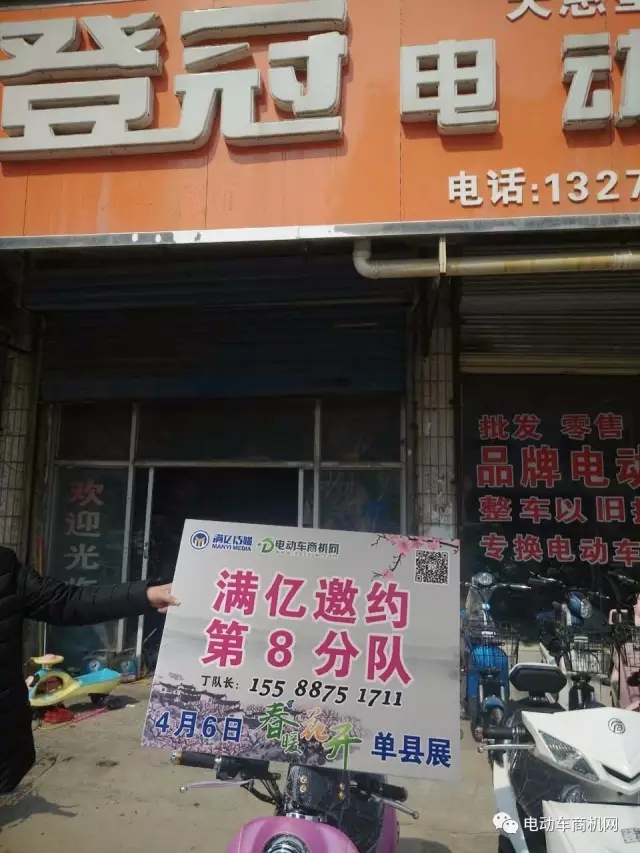 登冠电动
电话:1327
批发 零售
品牌电动
整车以旧
专换电动车
欢迎光临
满亿传媒
MANYI MEDIA
电动车商机网
满亿邀约
第8分队
丁队长: 155 8875 1711
4月6日 春暖花开 单县展
电动车商机网